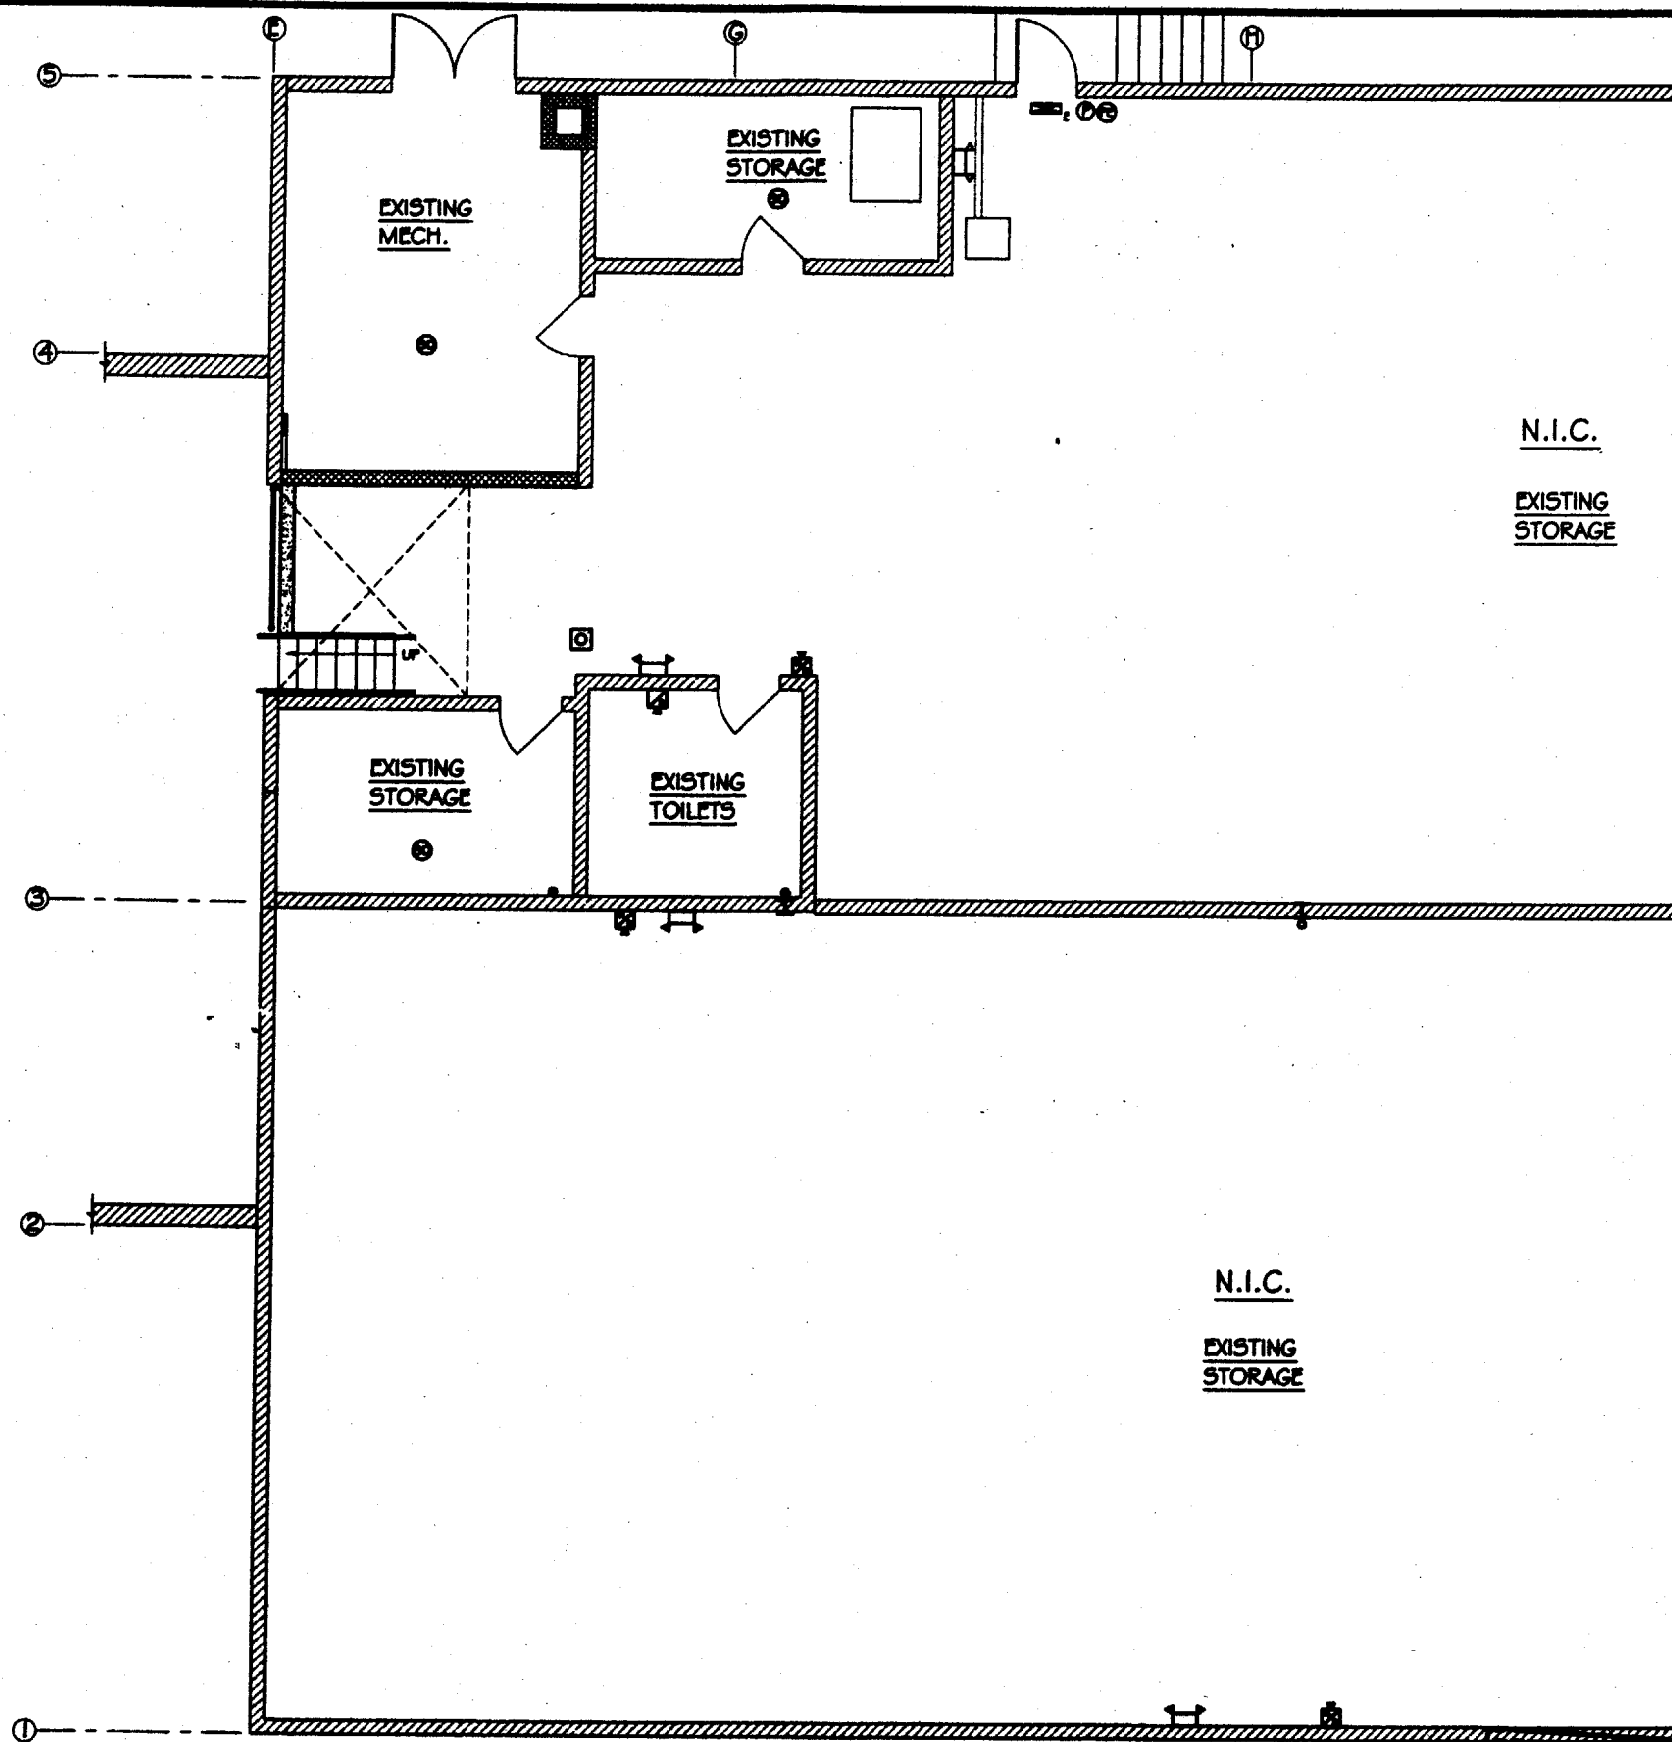 E
G
H
5
EXISTING
STORAGE
EXISTING
MECH.
4
N.I.C.
EXISTING
STORAGE
UP
EXISTING
STORAGE
EXISTING
TOILETS
3
2
N.I.C.
EXISTING
STORAGE
1